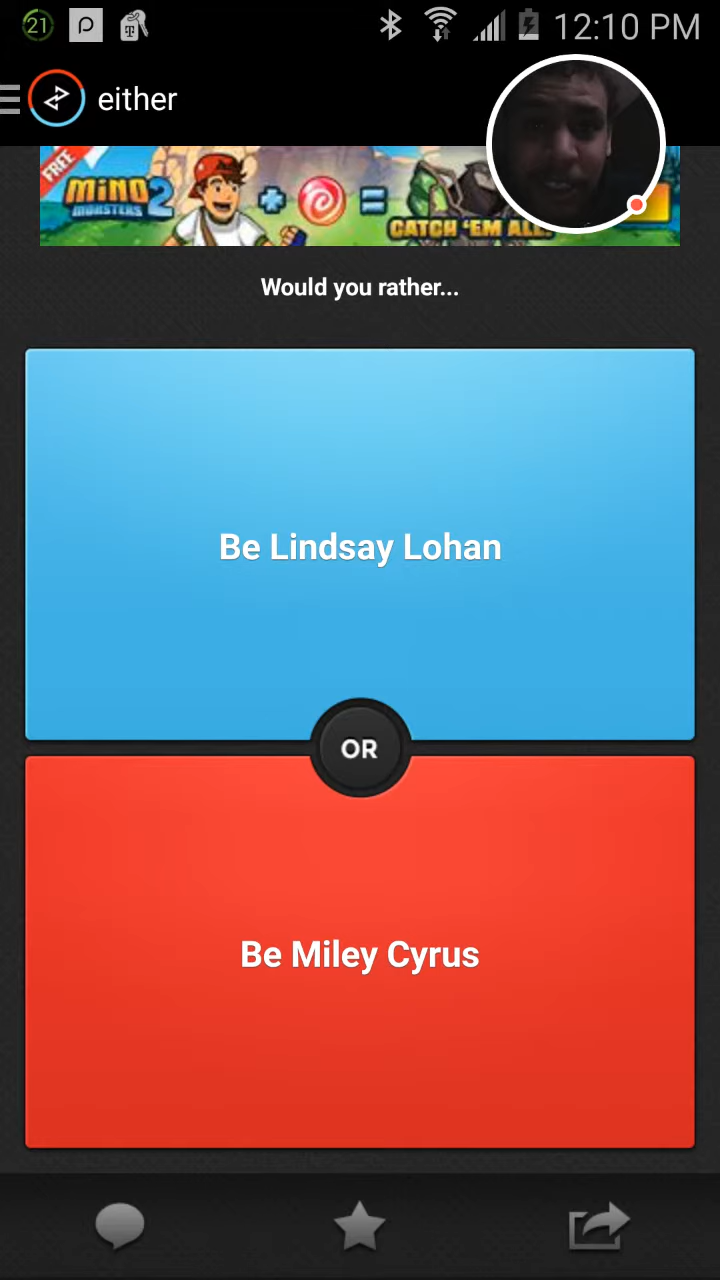 21 12:10 PM
either
FREE
MiND
MONSTERS 2
CATCH 'EM ALL!
Would you rather...
Be Lindsay Lohan
OR
Be Miley Cyrus